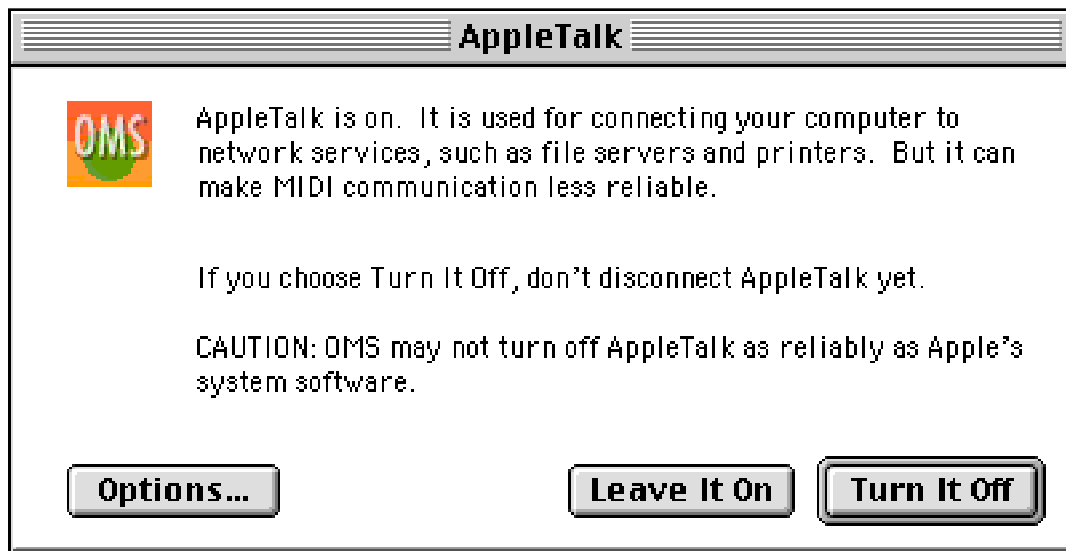 AppleTalk
OMS
AppleTalk is on.  It is used for connecting your computer to
network services, such as file servers and printers.  But it can
make MIDI communication less reliable.
If you choose Turn It Off, don't disconnect AppleTalk yet.
CAUTION: OMS may not turn off AppleTalk as reliably as Apple's
system software.
Options...
Leave It On
Turn It Off